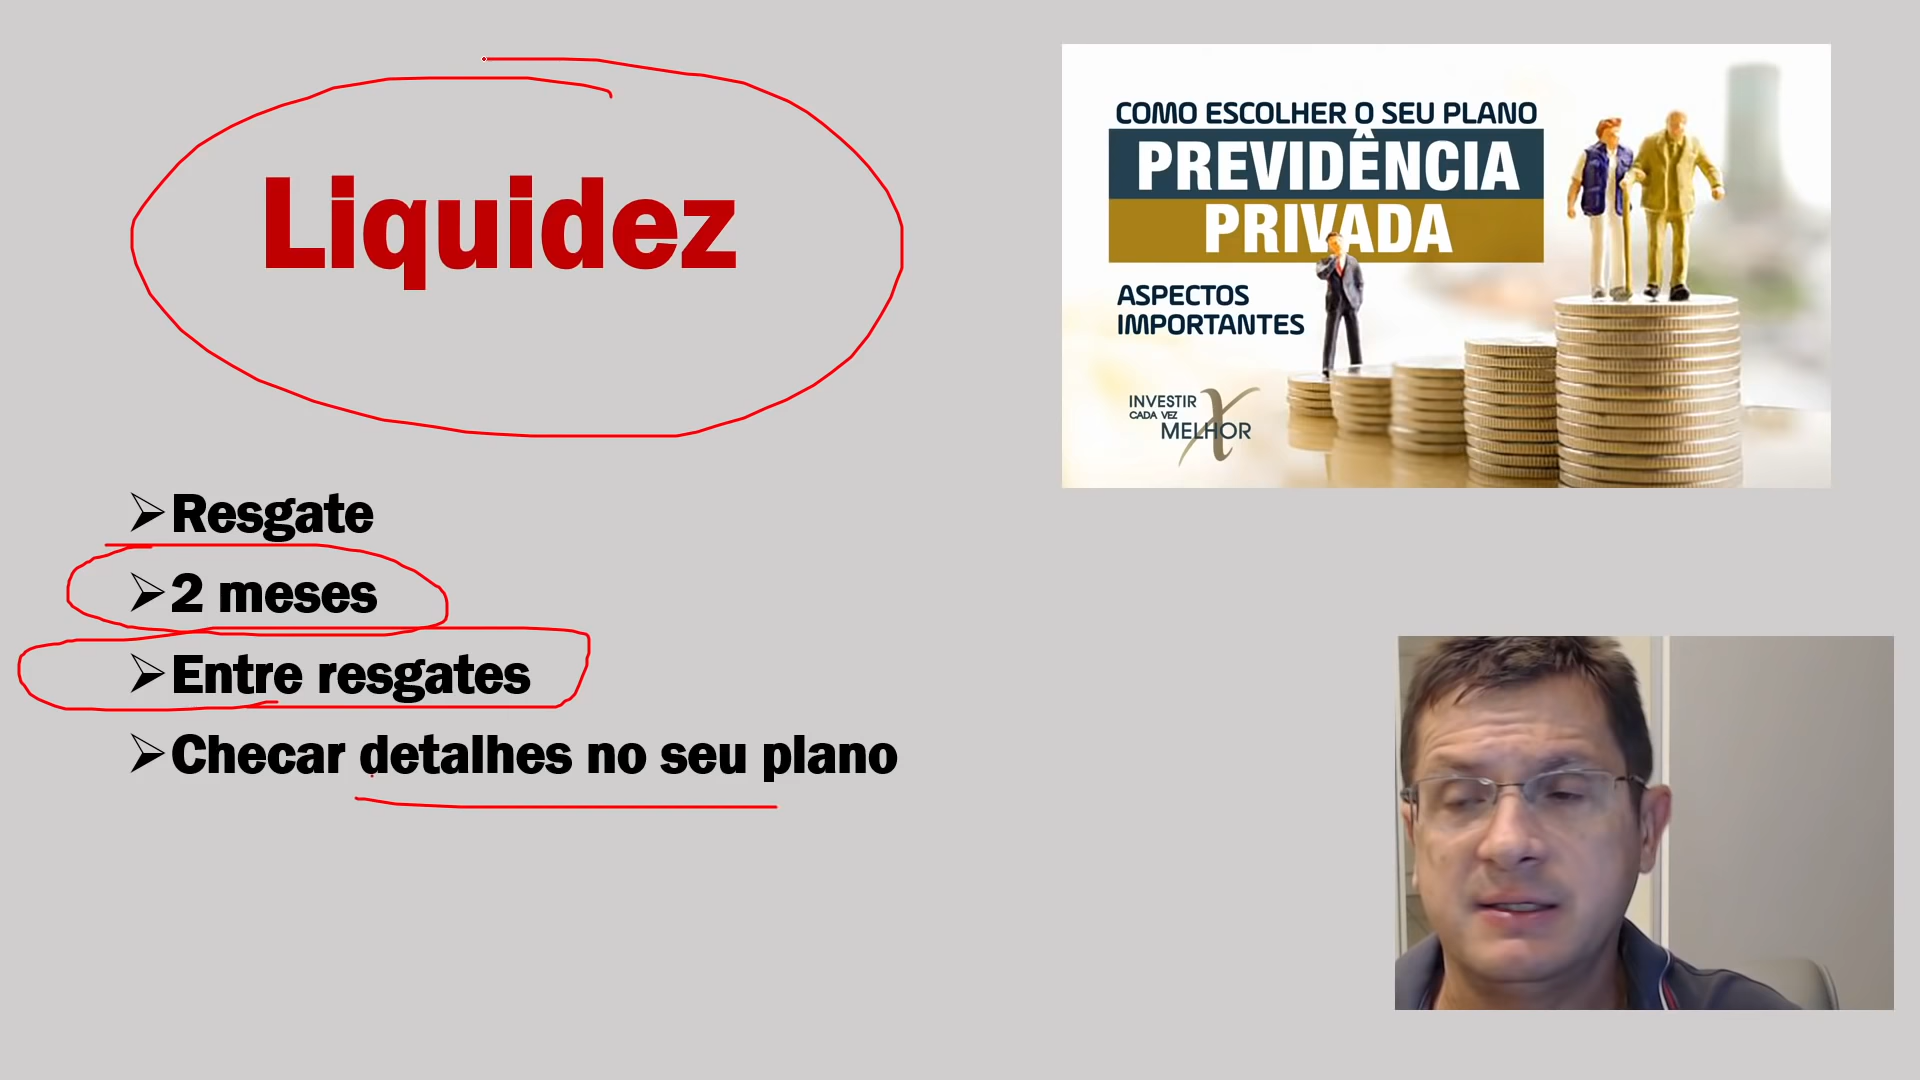 Liquidez
Resgate
2 meses
Entre resgates
Checar detalhes no seu plano
COMO ESCOLHER O SEU PLANO
PREVIDÊNCIA
PRIVADA
ASPECTOS
IMPORTANTES
INVESTIR
CADA VEZ
MELHOR